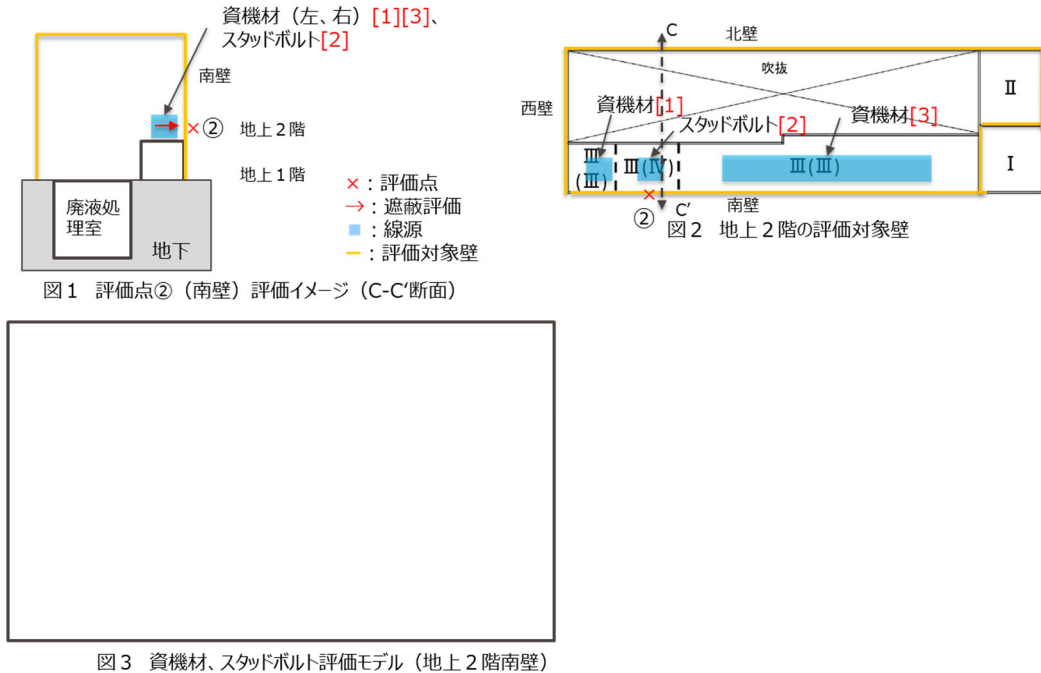 資機材（左、右）[1][3]、
スタッドボルト[2]
南壁
×② 地上２階
地上１階
廃液処
理室
地下
×：評価点
→：遮蔽評価
■：線源
ー：評価対象壁
図１　評価点②（南壁）評価イメージ（C-C‘断面）
C
北壁
吹抜
西壁
資機材[1]
スタッドボルト[2]
資機材[3]
Ⅱ
Ⅲ
(Ⅲ)
Ⅲ(Ⅳ)
Ⅲ(Ⅲ)
Ⅰ
②
C’
南壁
図２　地上２階の評価対象壁
図３　資機材、スタッドボルト評価モデル（地上２階南壁）